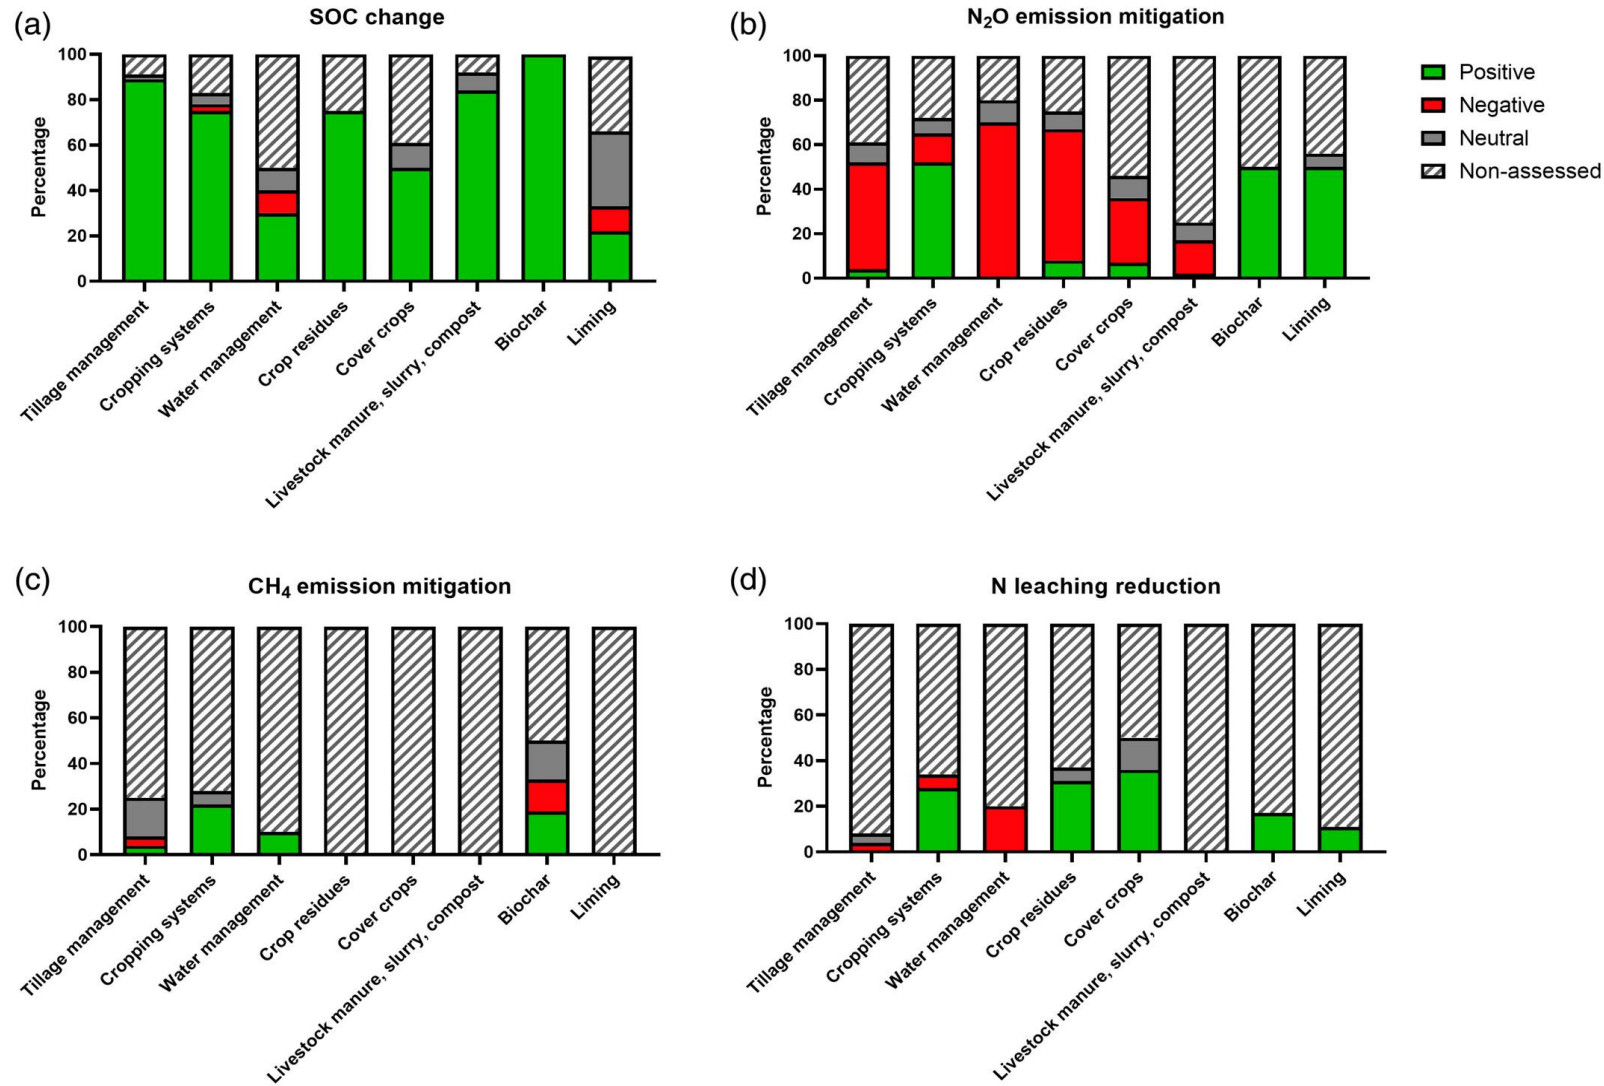 (a)
SOC change
Percentage
100
80
60
40
20
0
Tillage management
Cropping systems
Water management
Crop residues
Cover crops
Livestock manure, slurry, compost
Biochar
Liming
(b)
N₂O emission mitigation
Percentage
100
80
60
40
20
0
Tillage management
Cropping systems
Water management
Crop residues
Cover crops
Livestock manure, slurry, compost
Biochar
Liming
Positive
Negative
Neutral
Non-assessed
(c)
CH₄ emission mitigation
Percentage
100
80
60
40
20
0
Tillage management
Cropping systems
Water management
Crop residues
Cover crops
Livestock manure, slurry, compost
Biochar
Liming
(d)
N leaching reduction
Percentage
100
80
60
40
20
0
Tillage management
Cropping systems
Water management
Crop residues
Cover crops
Livestock manure, slurry, compost
Biochar
Liming